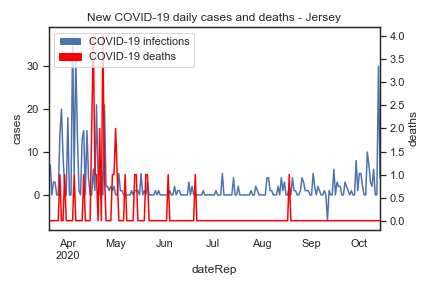 New COVID-19 daily cases and deaths - Jersey
COVID-19 infections
COVID-19 deaths
30
20
10
0
cases
4.0
3.5
3.0
2.5
2.0
1.5
1.0
0.5
0.0
deaths
Apr May Jun Jul Aug Sep Oct
2020
dateRep